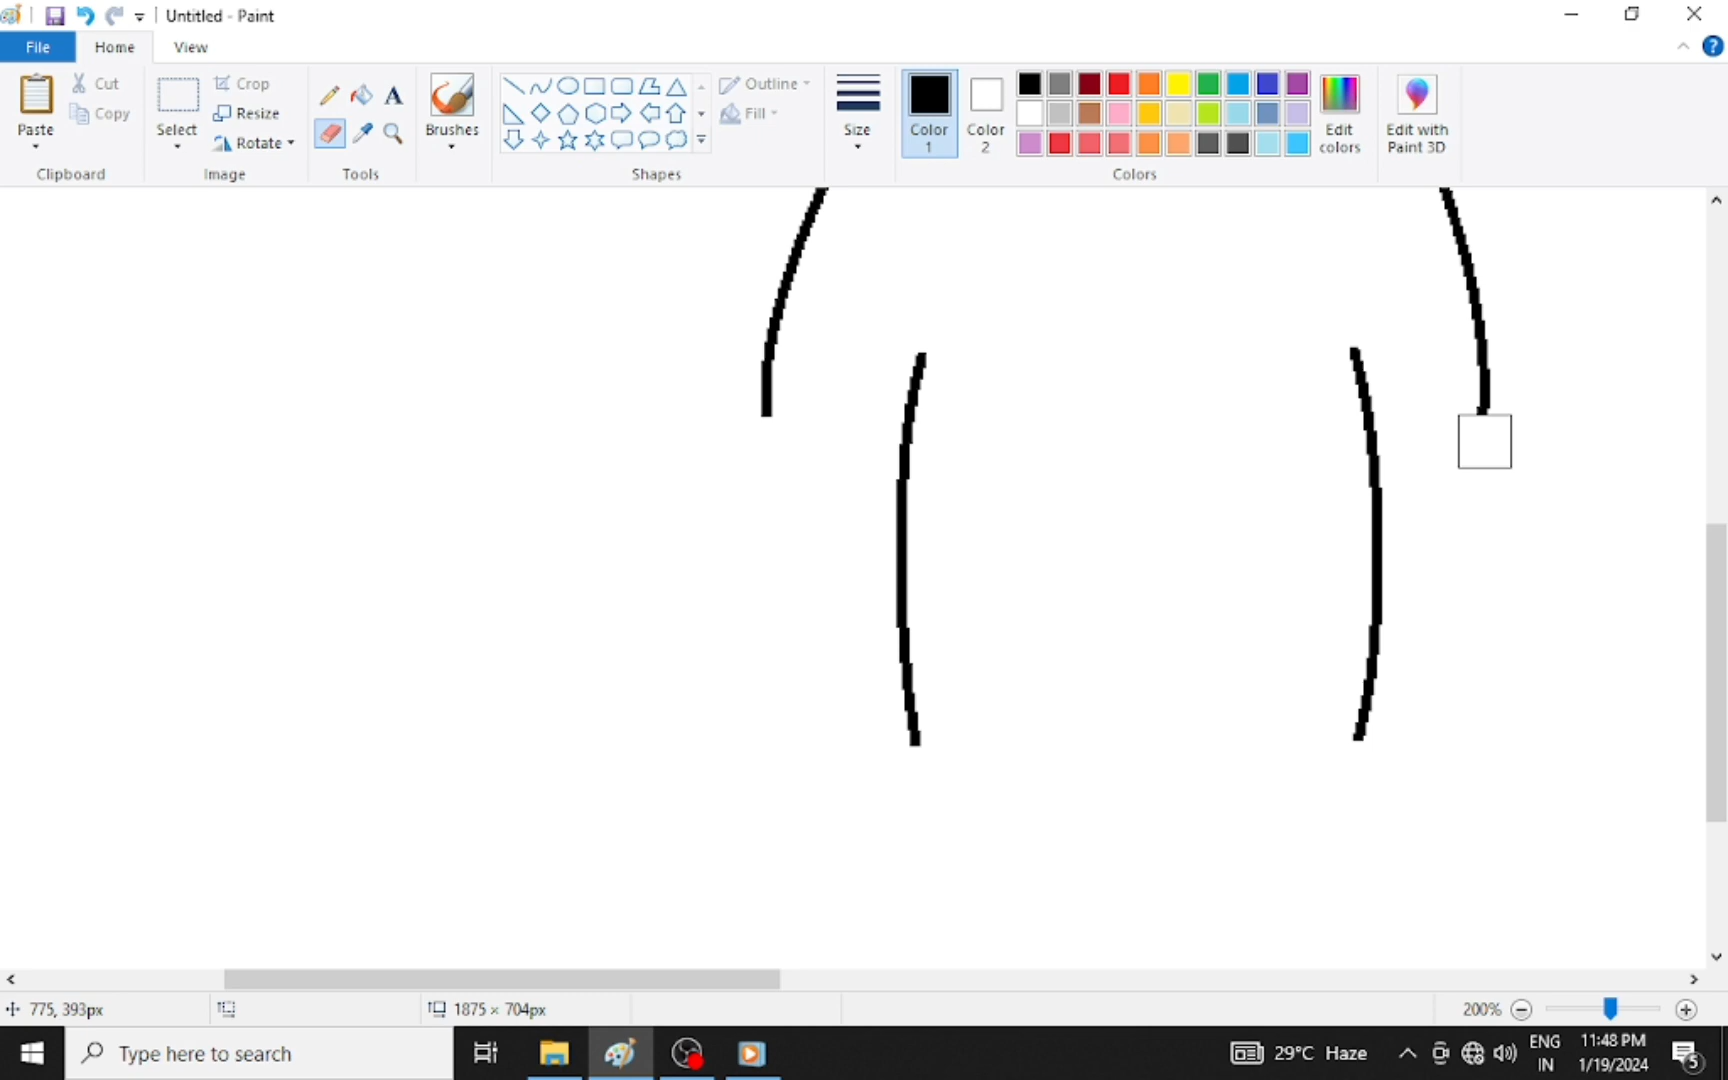 Untitled - Paint
File
Home
View
Paste
Cut
Copy
Clipboard
Select
Crop
Resize
Rotate
Image
Tools
A
Brushes
Shapes
Outline
Fill
Size
Color
1
Color
2
Edit
colors
Colors
Edit with
Paint 3D
?
775, 393px
1875 × 704px
200%
Type here to search
29°C Haze
ENG
IN
11:48 PM
1/19/2024
5